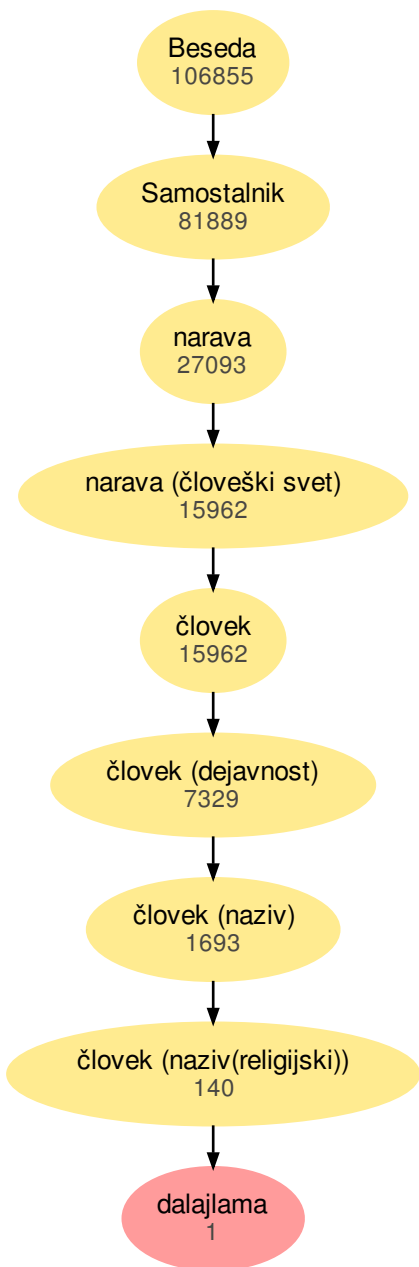 Beseda
106855
Samostalnik
81889
narava
27093
narava (človeški svet)
15962
človek
15962
človek (dejavnost)
7329
človek (naziv)
1693
človek (naziv(religijski))
140
dalajlama
1